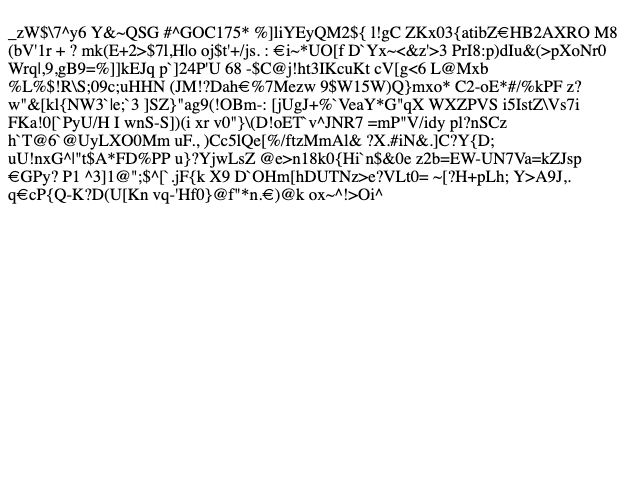 _zW$\7^y6 Y&~QSG #^GOC175* %]liYEyQM2${ l!gC ZKx03{atibZ€HB2AXRO M8
(bV'1r + ? mk(E+2>$7l,H|o oj$t'+/js. : €i~*UO[f D`Yx~<&z'>3 PrI8:p)dIu&(>pXoNr0
Wrq|,9,gB9=%]]kEJq p`]24P'U 68 -$C@j!ht3IKcuKt cV[g<6 L@Mxb
%L%$!R\S;09c;uHHN (JM!?Dah€%7Mezw 9$W15W)Q}mxo* C2-oE*#/%kPF z?
w"&[kl{NW3`le;`3 ]SZ}"ag9(!OBm-: [jUgJ+%`VeaY*G"qX WXZPVS i5IstZ\Vs7i
FKa!0[`PyU/H I wnS-S])(i xr v0"}\(D!oET`v^JNR7 =mP"V/idy pl?nSCz
h`T@6`@UyLXO0Mm uF., )Cc5lQe[%/ftzMmAl& ?X.#iN&.]C?Y{D;
uU!nxG^|"t$A*FD%PP u}?YjwLsZ @e>n18k0{Hi`n$&0e z2b=EW-UN7Va=kZJsp
€GPy? P1 ^3]1@";$^[`.jF{k X9 D`OHm[hDUTNz>e?VLt0= ~[?H+pLh; Y>A9J,.
q€cP{Q-K?D(U[Kn vq-'Hf0}@f"*n.€)@k ox~^!>Oi^